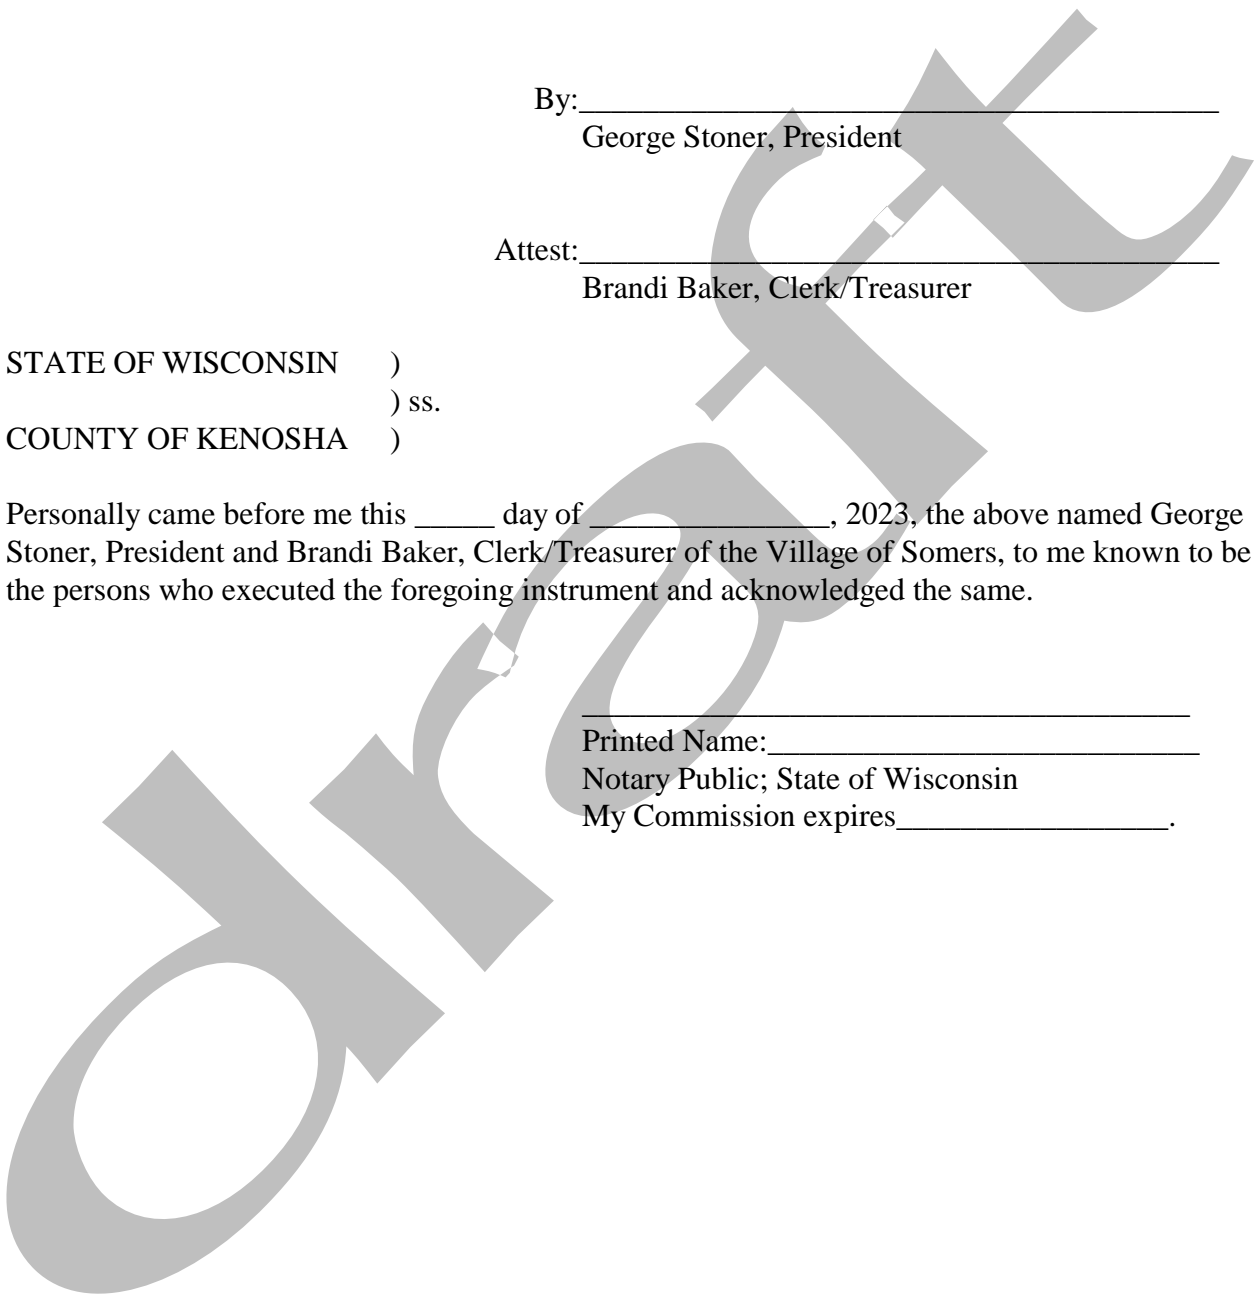 By:________________________________________
George Stoner, President
Attest:________________________________________
Brandi Baker, Clerk/Treasurer
STATE OF WISCONSIN )
) ss.
COUNTY OF KENOSHA )
Personally came before me this _____ day of _______________, 2023, the above named George
Stoner, President and Brandi Baker, Clerk/Treasurer of the Village of Somers, to me known to be
the persons who executed the foregoing instrument and acknowledged the same.
______________________________________
Printed Name:___________________________
Notary Public; State of Wisconsin
My Commission expires_________________.
draft